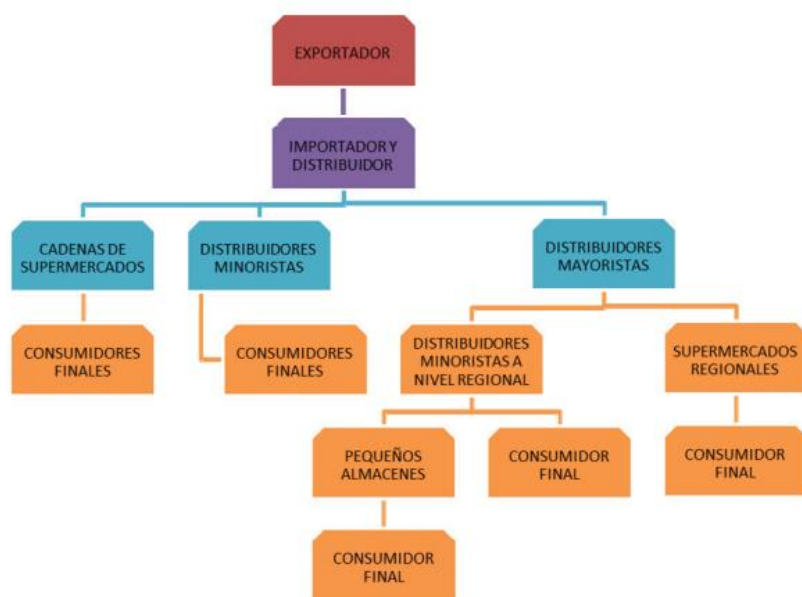 EXPORTADOR
IMPORTADOR Y
DISTRIBUIDOR
CADENAS DE
SUPERMERCADOS
DISTRIBUIDORES
MINORISTAS
DISTRIBUIDORES
MAYORISTAS
CONSUMIDORES
FINALES
CONSUMIDORES
FINALES
DISTRIBUIDORES
MINORISTAS A
NIVEL REGIONAL
SUPERMERCADOS
REGIONALES
PEQUEÑOS
ALMACENES
CONSUMIDOR
FINAL
CONSUMIDOR
FINAL
CONSUMIDOR
FINAL